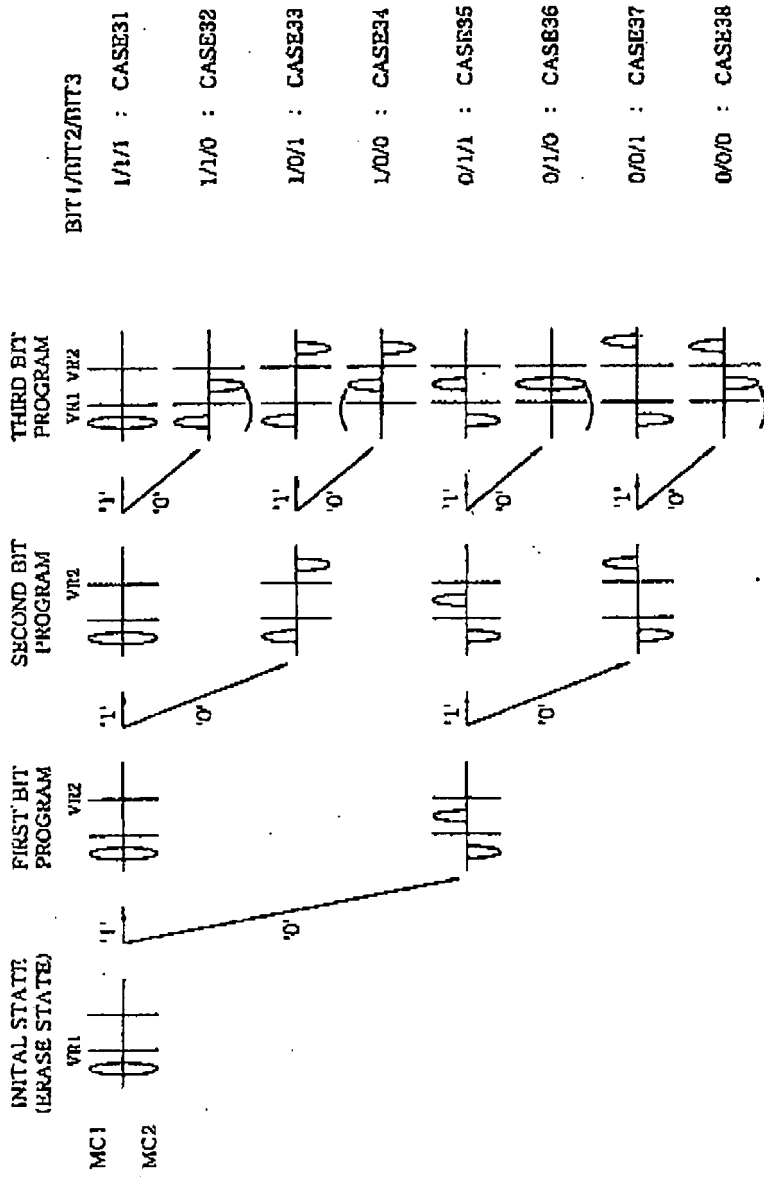 INITAL STATE
(ERASE STATE)
VR1
MC1
MC2
'1'
'0'
FIRST BIT
PROGRAM
VR2
'1'
'0'
'1'
'0'
SECOND BIT
PROGRAM
VR2
'1'
'0'
'1'
'0'
'1'
'0'
'1'
'0'
THIRD BIT
PROGRAM
VR1 VR2
BIT1/BIT2/BIT3
1/1/1 : CASE31
1/1/0 : CASE32
1/0/1 : CASE33
1/0/0 : CASE34
0/1/1 : CASE35
0/1/0 : CASE36
0/0/1 : CASE37
0/0/0 : CASE38